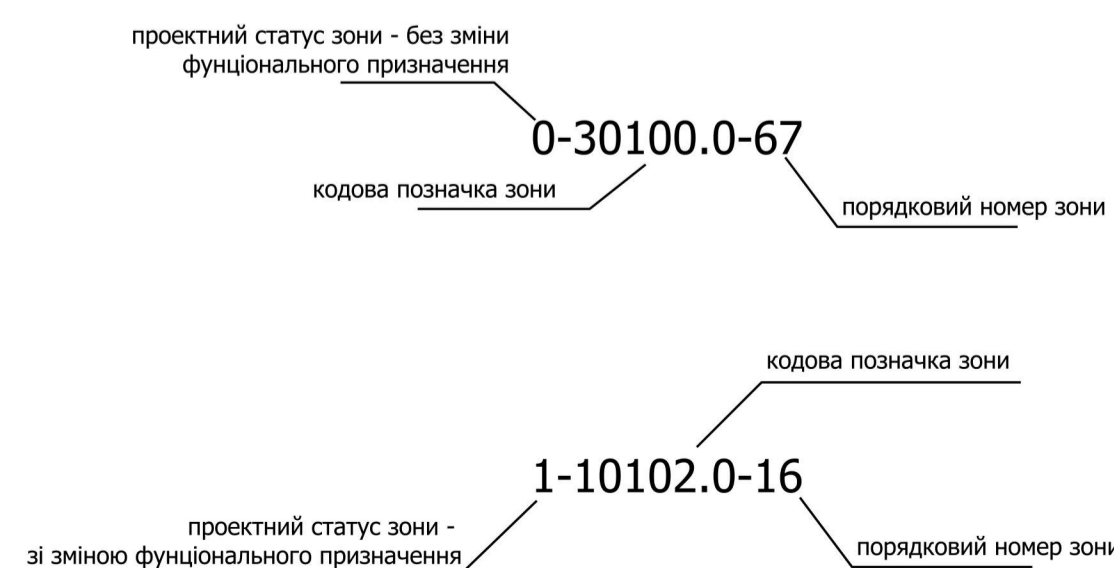 проектний статус зони - без зміни
фунціонального призначення
0-30100.0-67
кодова позначка зони
порядковий номер зони
кодова позначка зони
1-10102.0-16
проектний статус зони -
зі зміною фунціонального призначення
порядковий номер зони